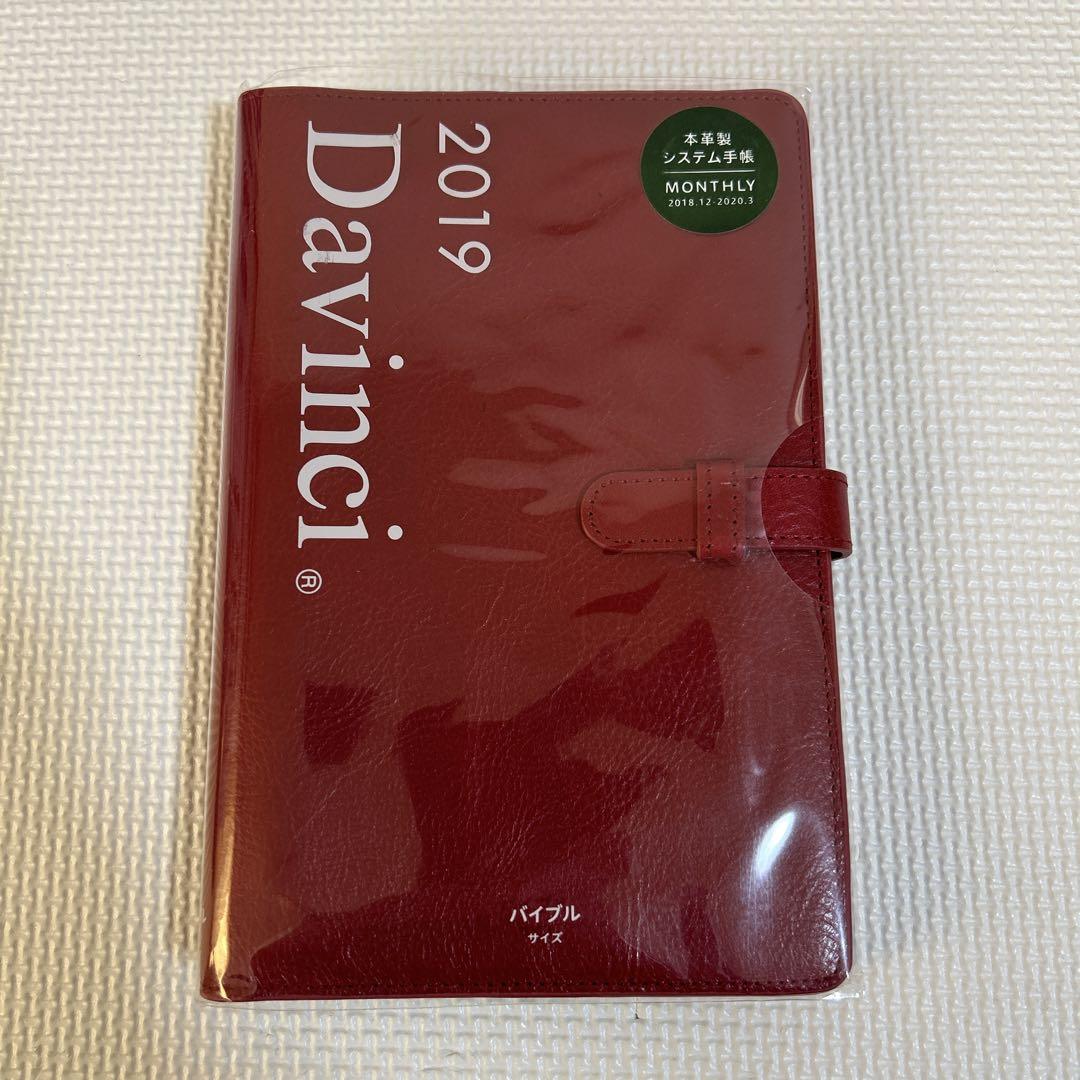 2019
Davinci®
本革製
システム手帳
MONTHLY
2018.12-2020.3
バイブル
サイズ